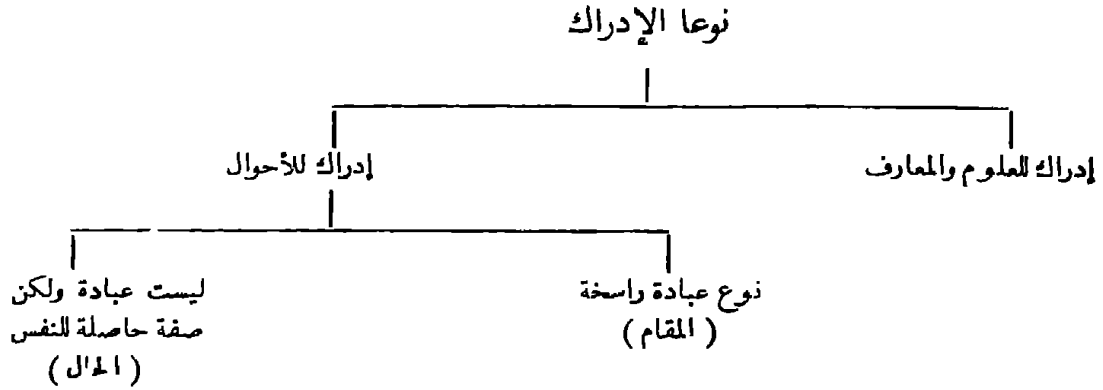 نوعا الإدراك
إدراك للعلوم والمعارف
إدراك للأحوال
نوع عبادة راسخة
( المقام )
ليست عبادة ولكن
صفة حاصلة للنفس
( الحال )